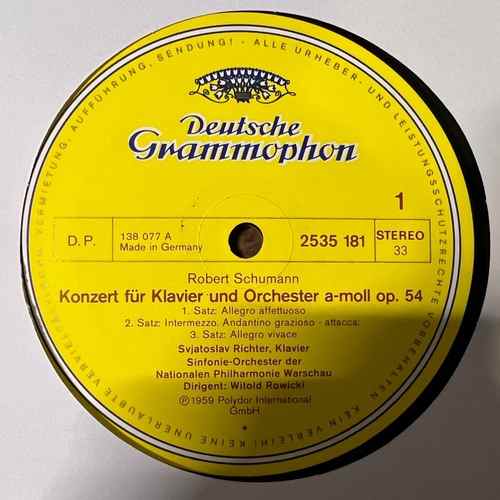 VERMIETUNG, AUFFÜHRUNG, SENDUNG! - ALLE URHEBER- UND LEISTUNGSSCHUTZRECHTE VORBEHALTEN · KEIN VERLEIH! KEINE UNERLAUBTE VERVIELFÄLTIGUNG
Deutsche
Grammophon
1
D.P.
138 077 A
Made in Germany
2535 181
STEREO
33
Robert Schumann
Konzert für Klavier und Orchester a-moll op. 54
1. Satz: Allegro affettuoso
2. Satz: Intermezzo. Andantino grazioso - attacca:
3. Satz: Allegro vivace
Svjatoslav Richter, Klavier
Sinfonie-Orchester der
Nationalen Philharmonie Warschau
Dirigent: Witold Rowicki
Ⓟ 1959 Polydor International
GmbH